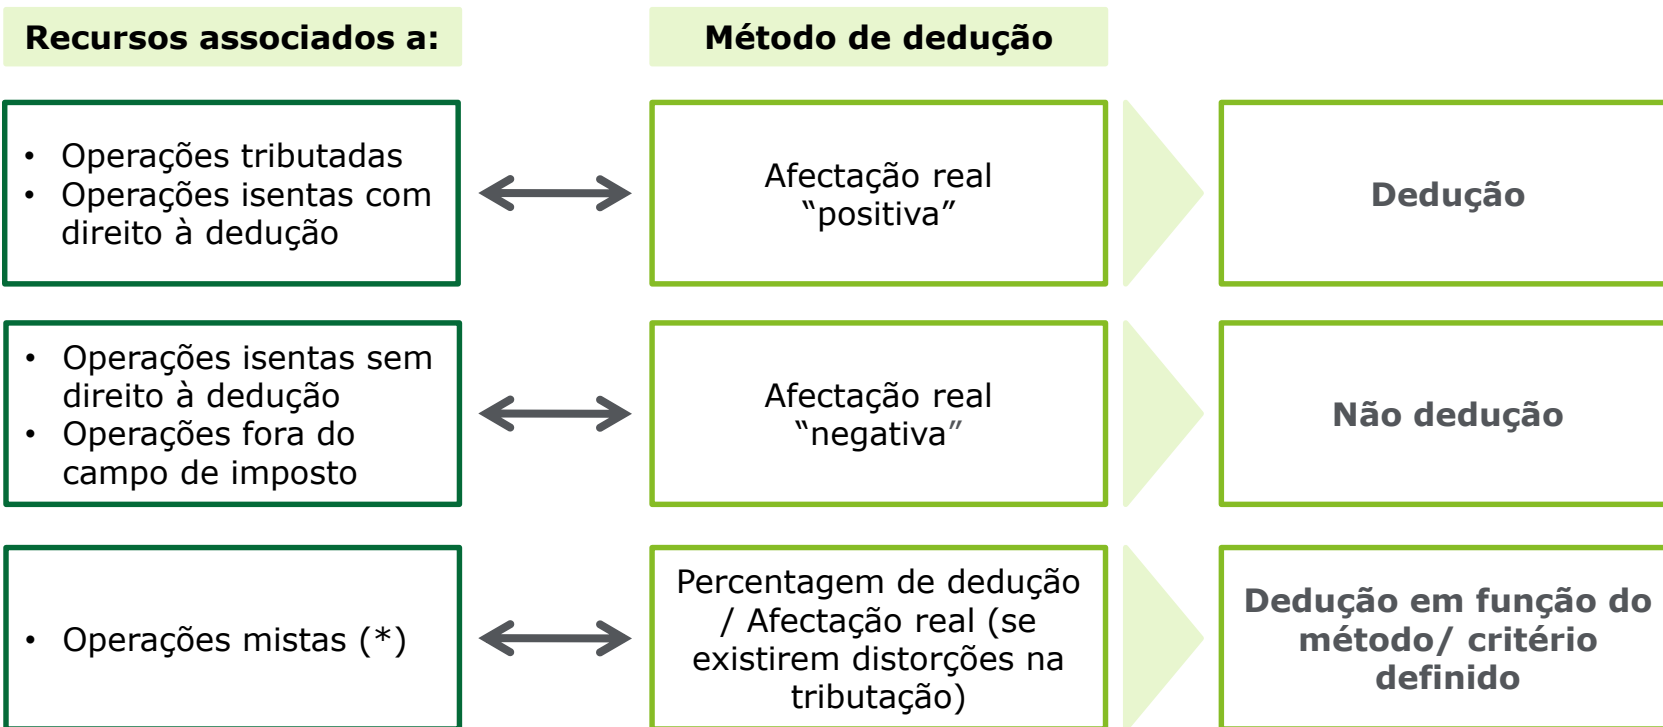 Recursos associados a:
Método de dedução
• Operações tributadas
• Operações isentas com
direito à dedução
Afectação real
“positiva”
Dedução
• Operações isentas sem
direito à dedução
• Operações fora do
campo de imposto
Afectação real
“negativa”
Não dedução
• Operações mistas (*)
Percentagem de dedução
/ Afectação real (se
existirem distorções na
tributação)
Dedução em função do
método/ critério
definido